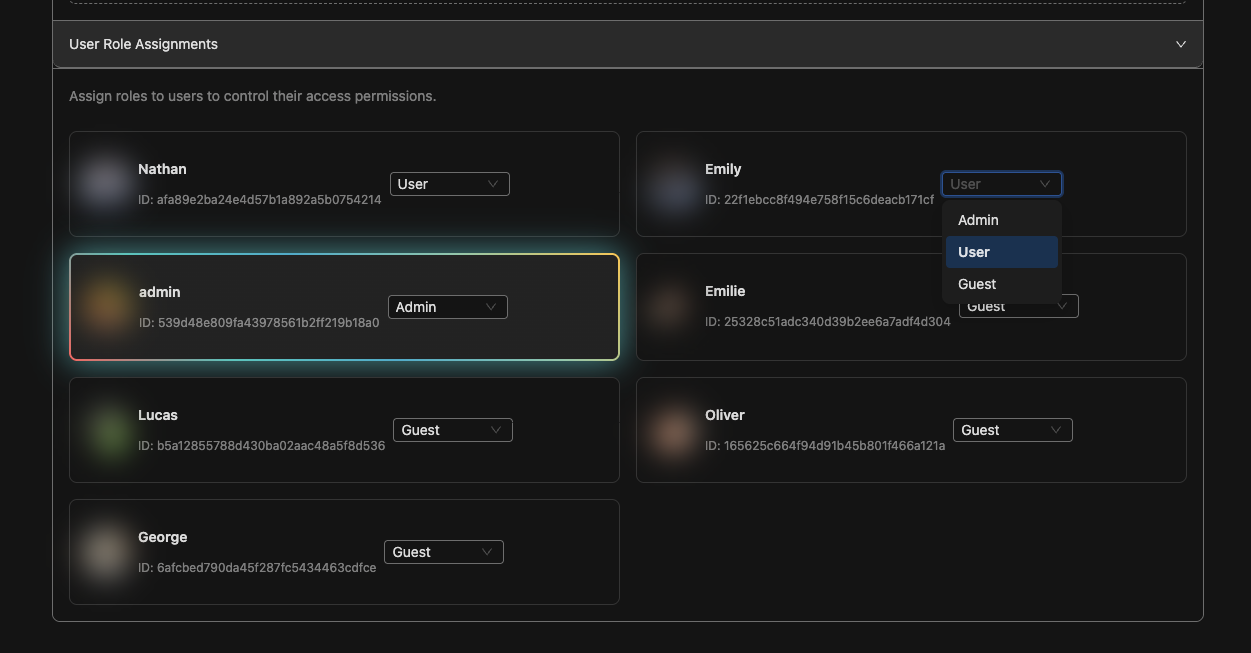 User Role Assignments
Assign roles to users to control their access permissions.
Nathan
ID: afa89e2ba24e4d57b1a892a5b0754214
User
Emily
ID: 22f1ebcc8f494e758f15c6deacb171cf
User
Admin
User
Guest
admin
ID: 539d48e809fa43978561b2ff219b18a0
Admin
Emilie
ID: 25328c51adc340d39b2ee6a7adf4d304
Guest
Lucas
ID: b5a12855788d430ba02aac48a5f8d536
Guest
Oliver
ID: 165625c664f94d91b45b801f466a121a
Guest
George
ID: 6afcbed790da45f287fc5434463cdfce
Guest